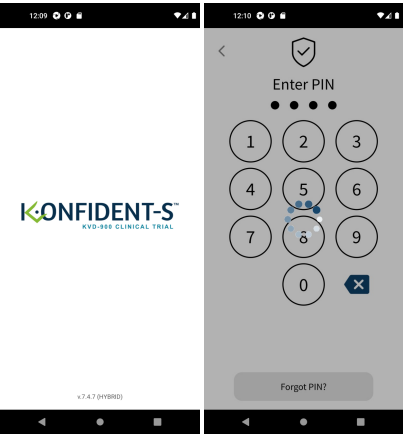 12:09
KONFIDENT-S™
KVD-900 CLINICAL TRIAL
v.7.4.7 (HYBRID)
12:10
Enter PIN
1 2 3
4 5 6
7 8 9
0
Forgot PIN?